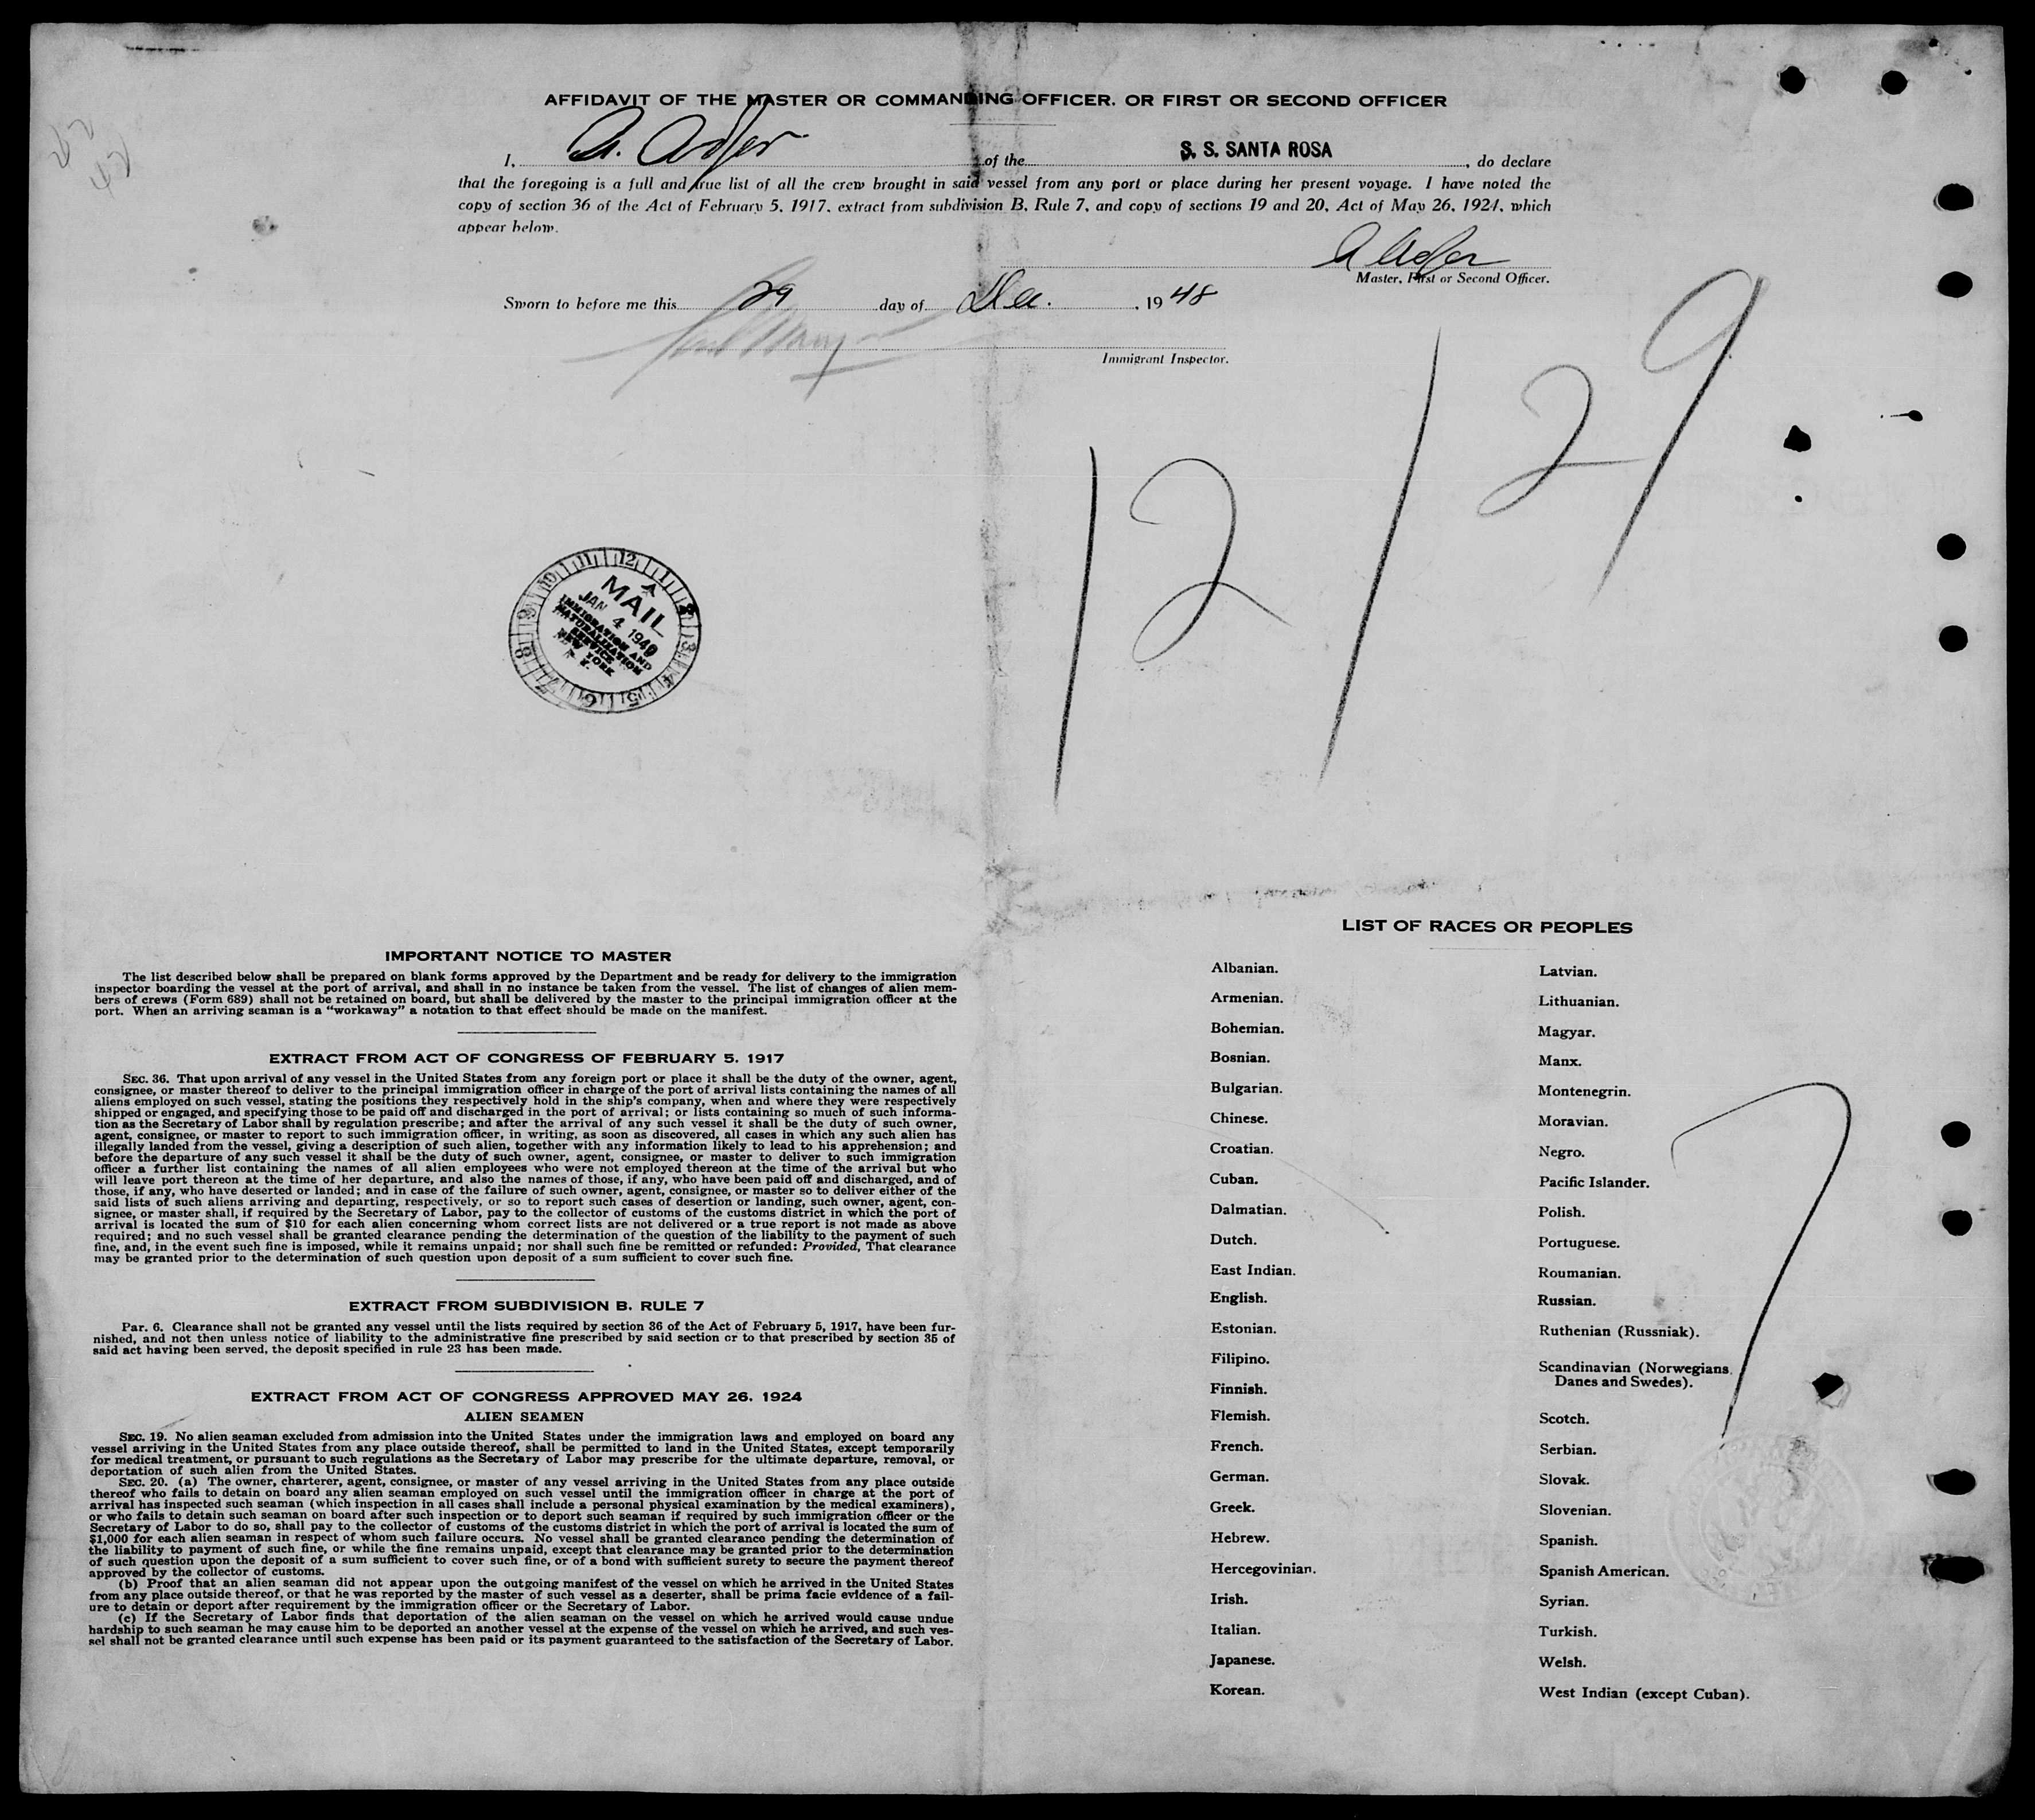 AFFIDAVIT OF THE MASTER OR COMMANDING OFFICER, OR FIRST OR SECOND OFFICER
I, A. of the S. S. SANTA ROSA, do declare
that the foregoing is a full and true list of all the crew brought in said vessel from any port or place during her present voyage. I have noted the
copy of section 36 of the Act of February 5, 1917, extract from subdivision B, Rule 7, and copy of sections 19 and 20, Act of May 26, 1924, which
appear below.
Master, First or Second Officer.
Sworn to before me this 29 day of Dec. , 19 48
Immigrant Inspector.
12/29
MAIL
JAN 4 1949
IMMIGRATION AND
NATURALIZATION
SERVICE
NEW YORK
N. Y.
11 12 1 2 3 4 5 6 7 8 9 10
IMPORTANT NOTICE TO MASTER
The list described below shall be prepared on blank forms approved by the Department and be ready for delivery to the immigration
inspector boarding the vessel at the port of arrival, and shall in no instance be taken from the vessel. The list of changes of alien mem-
bers of crews (Form 689) shall not be retained on board, but shall be delivered by the master to the principal immigration officer at the
port. When an arriving seaman is a "workaway" a notation to that effect should be made on the manifest.
EXTRACT FROM ACT OF CONGRESS OF FEBRUARY 5, 1917
SEC. 36. That upon arrival of any vessel in the United States from any foreign port or place it shall be the duty of the owner, agent,
consignee, or master thereof to deliver to the principal immigration officer in charge of the port of arrival lists containing the names of all
aliens employed on such vessel, stating the positions they respectively hold in the ship's company, when and where they were respectively
shipped or engaged, and specifying those to be paid off and discharged in the port of arrival; or lists containing so much of such informa-
tion as the Secretary of Labor shall by regulation prescribe; and after the arrival of any such vessel it shall be the duty of such owner,
agent, consignee, or master to report to such immigration officer, in writing, as soon as discovered, all cases in which any such alien has
illegally landed from the vessel, giving a description of such alien, together with any information likely to lead to his apprehension; and
before the departure of any such vessel it shall be the duty of such owner, agent, consignee, or master to deliver to such immigration
officer a further list containing the names of all alien employees who were not employed thereon at the time of the arrival but who
will leave port thereon at the time of her departure, and also the names of those, if any, who have been paid off and discharged, and of
those, if any, who have deserted or landed; and in case of the failure of such owner, agent, consignee, or master so to deliver either of the
said lists of such aliens arriving and departing, respectively, or so to report such cases of desertion or landing, such owner, agent, con-
signee, or master shall, if required by the Secretary of Labor, pay to the collector of customs of the customs district in which the port of
arrival is located the sum of $10 for each alien concerning whom correct lists are not delivered or a true report is not made as above
required; and no such vessel shall be granted clearance pending the determination of the question of the liability to the payment of such
fine, and, in the event such fine is imposed, while it remains unpaid; nor shall such fine be remitted or refunded: Provided, That clearance
may be granted prior to the determination of such question upon deposit of a sum sufficient to cover such fine.
EXTRACT FROM SUBDIVISION B, RULE 7
Par. 6. Clearance shall not be granted any vessel until the lists required by section 36 of the Act of February 5, 1917, have been fur-
nished, and not then unless notice of liability to the administrative fine prescribed by said section or to that prescribed by section 35 of
said act having been served, the deposit specified in rule 23 has been made.
EXTRACT FROM ACT OF CONGRESS APPROVED MAY 26, 1924
ALIEN SEAMEN
SEC. 19. No alien seaman excluded from admission into the United States under the immigration laws and employed on board any
vessel arriving in the United States from any place outside thereof, shall be permitted to land in the United States, except temporarily
for medical treatment, or pursuant to such regulations as the Secretary of Labor may prescribe for the ultimate departure, removal, or
deportation of such alien from the United States.
SEC. 20. (a) The owner, charterer, agent, consignee, or master of any vessel arriving in the United States from any place outside
thereof who fails to detain on board any alien seaman employed on such vessel until the immigration officer in charge at the port of
arrival has inspected such seaman (which inspection in all cases shall include a personal physical examination by the medical examiners),
or who fails to detain such seaman on board after such inspection or to deport such seaman if required by such immigration officer or the
Secretary of Labor to do so, shall pay to the collector of customs of the customs district in which the port of arrival is located the sum of
$1,000 for each alien seaman in respect of whom such failure occurs. No vessel shall be granted clearance pending the determination of
the liability to payment of such fine, or while the fine remains unpaid, except that clearance may be granted prior to the determination
of such question upon the deposit of a sum sufficient to cover such fine, or of a bond with sufficient surety to secure the payment thereof
approved by the collector of customs.
(b) Proof that an alien seaman did not appear upon the outgoing manifest of the vessel on which he arrived in the United States
from any place outside thereof, or that he was reported by the master of such vessel as a deserter, shall be prima facie evidence of a fail-
ure to detain or deport after requirement by the immigration officer or the Secretary of Labor.
(c) If the Secretary of Labor finds that deportation of the alien seaman on the vessel on which he arrived would cause undue
hardship to such seaman he may cause him to be deported an another vessel at the expense of the vessel on which he arrived, and such ves-
sel shall not be granted clearance until such expense has been paid or its payment guaranteed to the satisfaction of the Secretary of Labor.
LIST OF RACES OR PEOPLES
Albanian.
Armenian.
Bohemian.
Bosnian.
Bulgarian.
Chinese.
Croatian.
Cuban.
Dalmatian.
Dutch.
East Indian.
English.
Estonian.
Filipino.
Finnish.
Flemish.
French.
German.
Greek.
Hebrew.
Hercegovinian.
Irish.
Italian.
Japanese.
Korean.
Latvian.
Lithuanian.
Magyar.
Manx.
Montenegrin.
Moravian.
Negro.
Pacific Islander.
Polish.
Portuguese.
Roumanian.
Russian.
Ruthenian (Russniak).
Scandinavian (Norwegians,
Danes and Swedes).
Scotch.
Serbian.
Slovak.
Slovenian.
Spanish.
Spanish American.
Syrian.
Turkish.
Welsh.
West Indian (except Cuban).
7